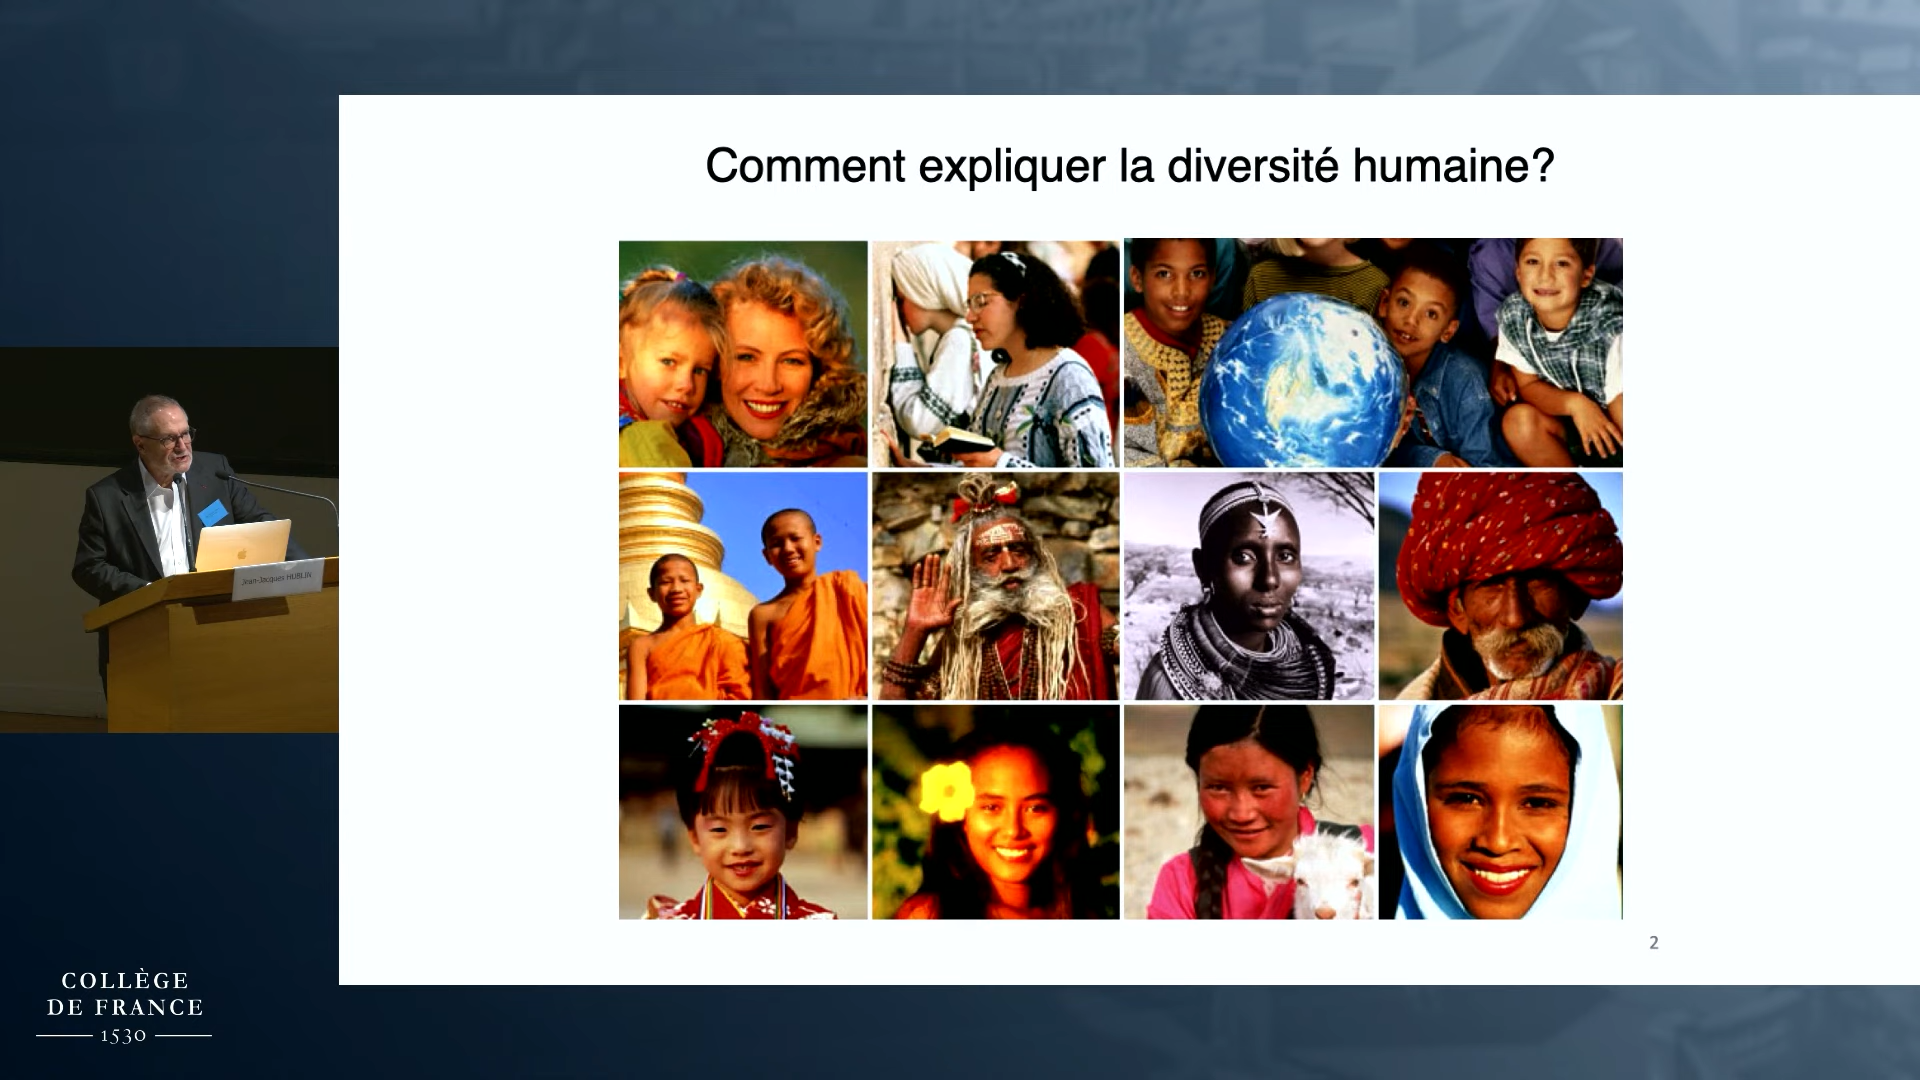 Comment expliquer la diversité humaine?
Jean-Jacques HUBLIN
2
COLLÈGE
DE FRANCE
1530